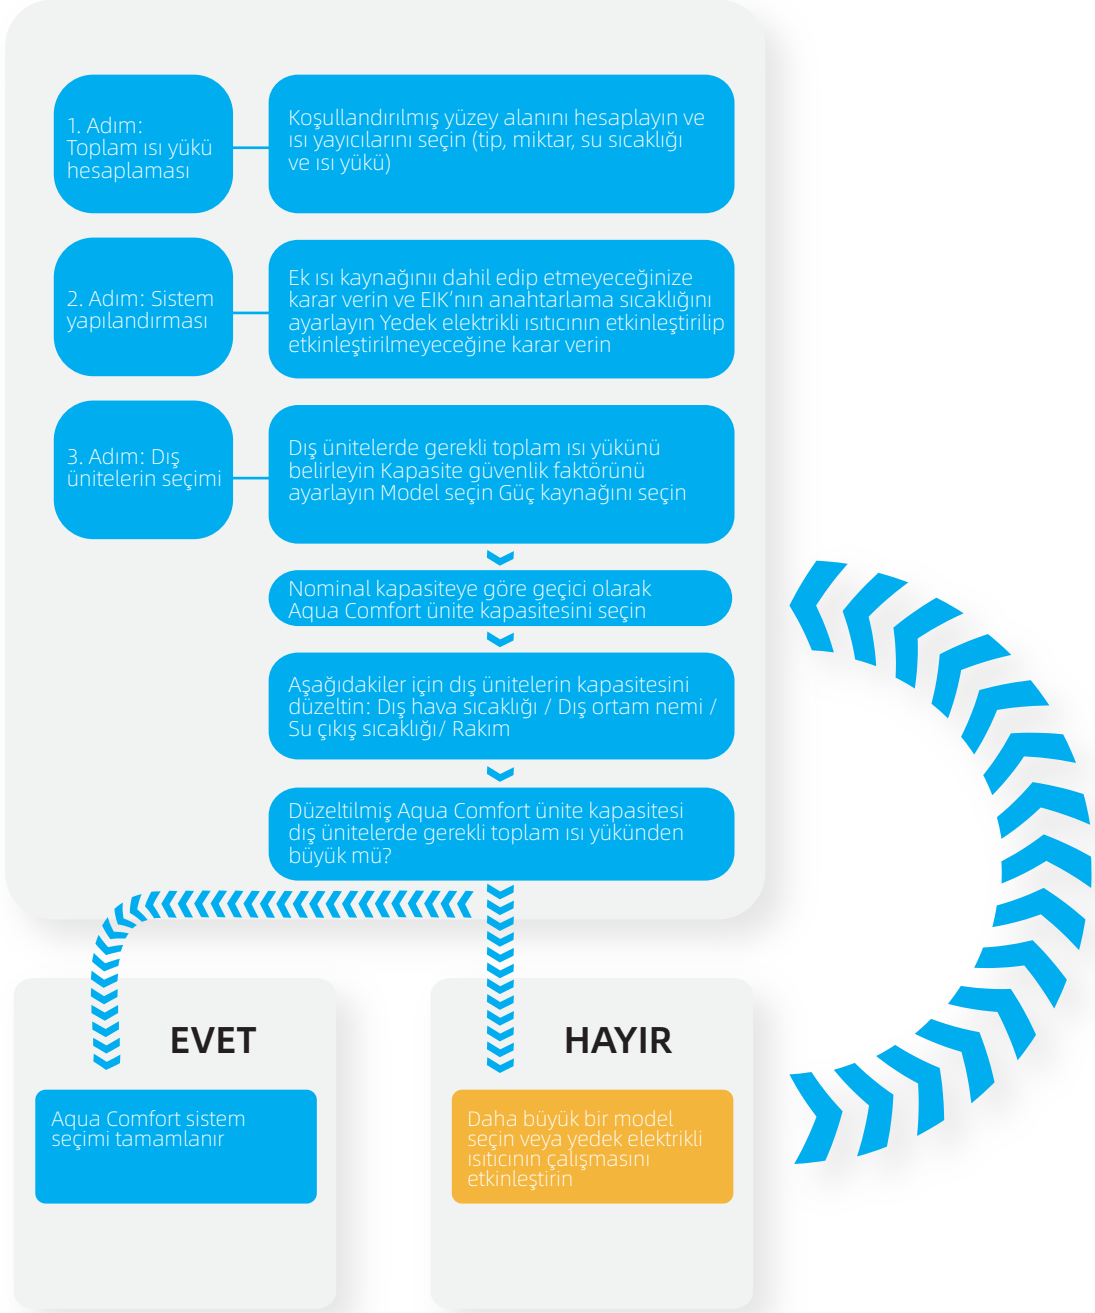 1. Adım:
Toplam ısı yükü
hesaplaması
Koşullandırılmış yüzey alanını hesaplayın ve
ısı yayıcılarını seçin (tip, miktar, su sıcaklığı
ve ısı yükü)
2. Adım: Sistem
yapılandırması
Ek ısı kaynağınıı dahil edip etmeyeceğinize
karar verin ve EIK’nın anahtarlama sıcaklığını
ayarlayın Yedek elektrikli ısıtıcının etkinleştirilip
etkinleştirilmeyeceğine karar verin
3. Adım: Dış
ünitelerin seçimi
Dış ünitelerde gerekli toplam ısı yükünü
belirleyin Kapasite güvenlik faktörünü
ayarlayın Model seçin Güç kaynağını seçin
Nominal kapasiteye göre geçici olarak
Aqua Comfort ünite kapasitesini seçin
Aşağıdakiler için dış ünitelerin kapasitesini
düzeltin: Dış hava sıcaklığı / Dış ortam nemi /
Su çıkış sıcaklığı/ Rakım
Düzeltilmiş Aqua Comfort ünite kapasitesi
dış ünitelerde gerekli toplam ısı yükünden
büyük mü?
EVET
Aqua Comfort sistem
seçimi tamamlanır
HAYIR
Daha büyük bir model
seçin veya yedek elektrikli
ısıtıcının çalışmasını
etkinleştirin